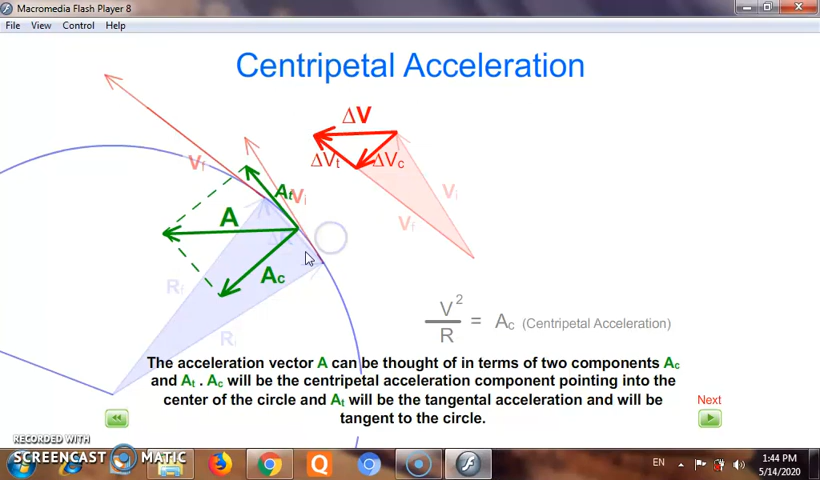 Macromedia Flash Player 8
File View Control Help
Centripetal Acceleration
ΔV
ΔVt ΔVc
Vf
At Vi
Vi
A
Vf
Ac
Rf
Ri
V²
R
= Ac (Centripetal Acceleration)
The acceleration vector A can be thought of in terms of two components Ac
and At . Ac will be the centripetal acceleration component pointing into the
center of the circle and At will be the tangental acceleration and will be
tangent to the circle.
Next
RECORDED WITH
SCREENCAST MATIC
EN
1:44 PM
5/14/2020